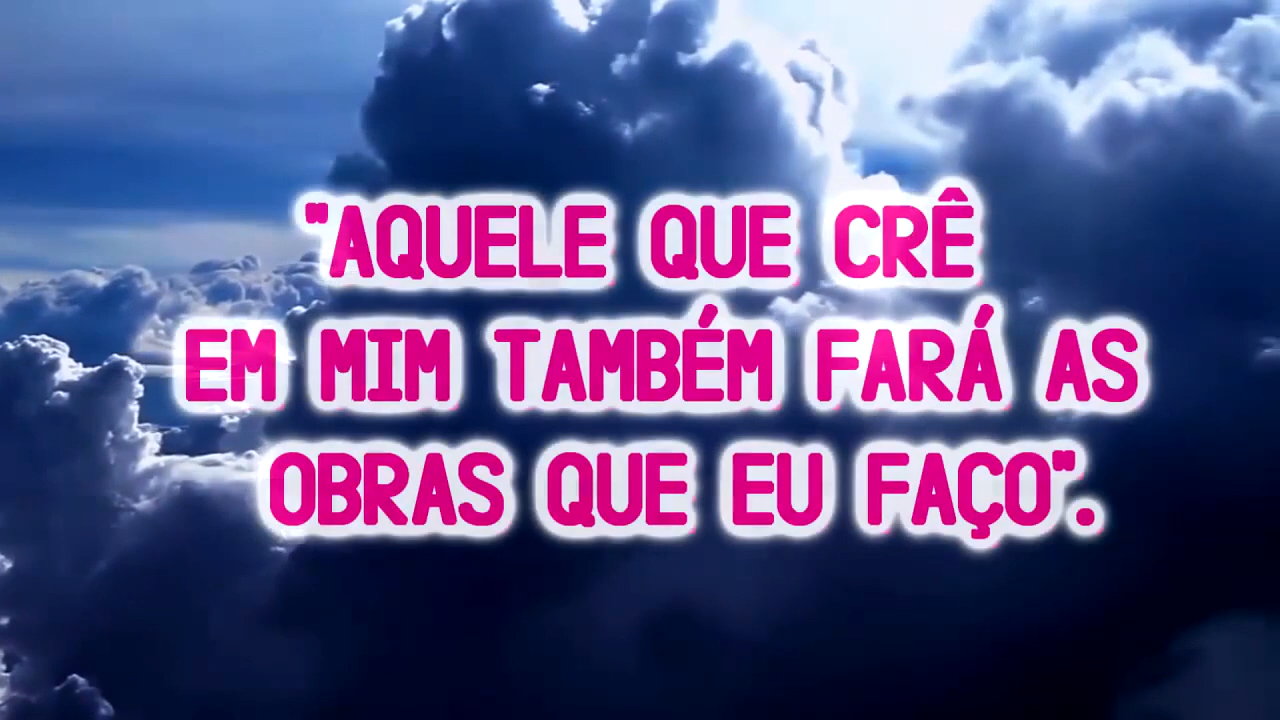 "AQUELE QUE CRÊ
EM MIM TAMBÉM FARÁ AS
OBRAS QUE EU FAÇO".